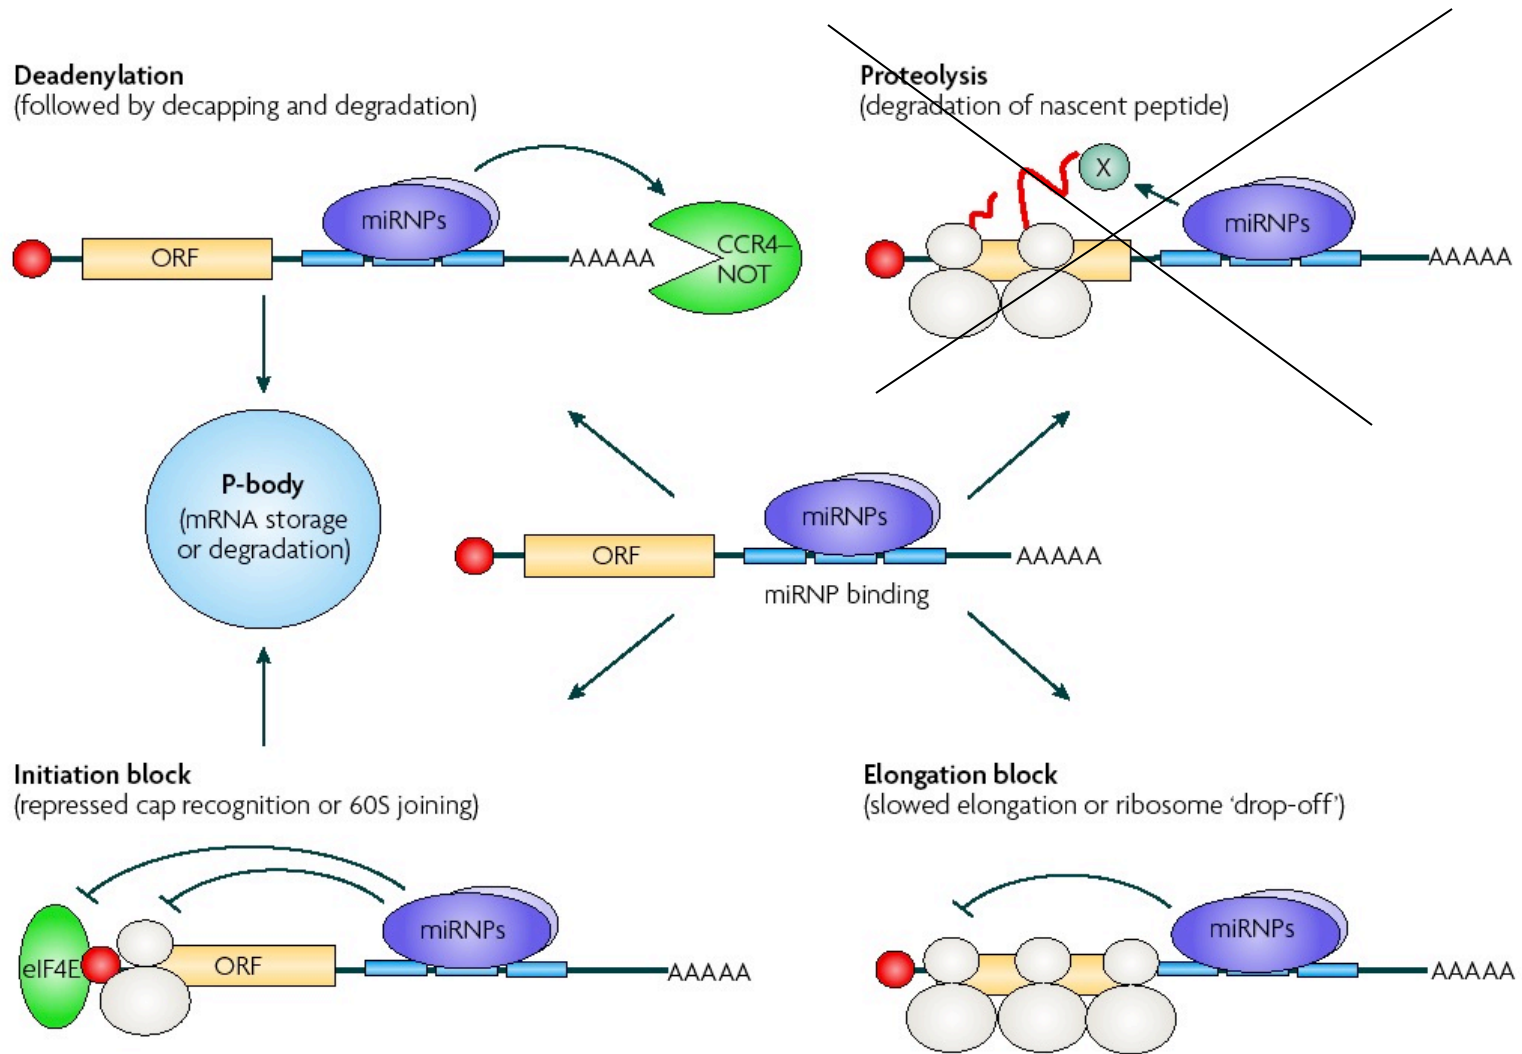 Deadenylation
(followed by decapping and degradation)
miRNPs
ORF
AAAAA
CCR4–
NOT
Proteolysis
(degradation of nascent peptide)
X
miRNPs
AAAAA
P-body
(mRNA storage
or degradation)
miRNPs
ORF
AAAAA
miRNP binding
Initiation block
(repressed cap recognition or 60S joining)
miRNPs
eIF4E
ORF
AAAAA
Elongation block
(slowed elongation or ribosome ‘drop-off’)
miRNPs
AAAAA